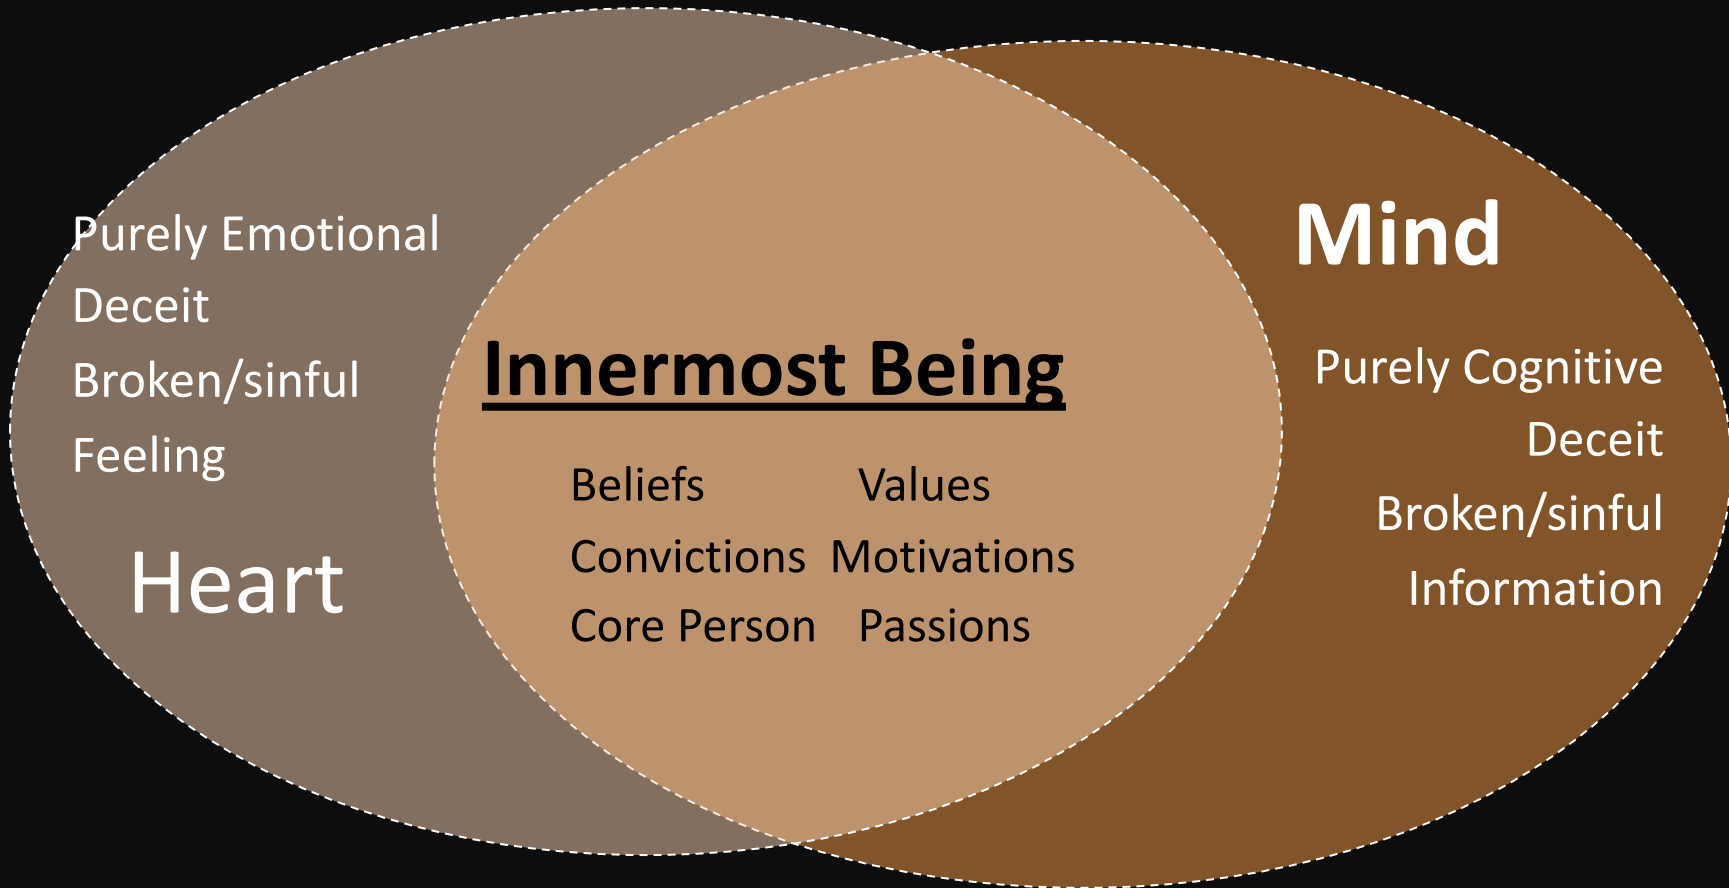 Purely Emotional
Deceit
Broken/sinful
Feeling
Heart
Innermost Being
Beliefs Values
Convictions Motivations
Core Person Passions
Mind
Purely Cognitive
Deceit
Broken/sinful
Information